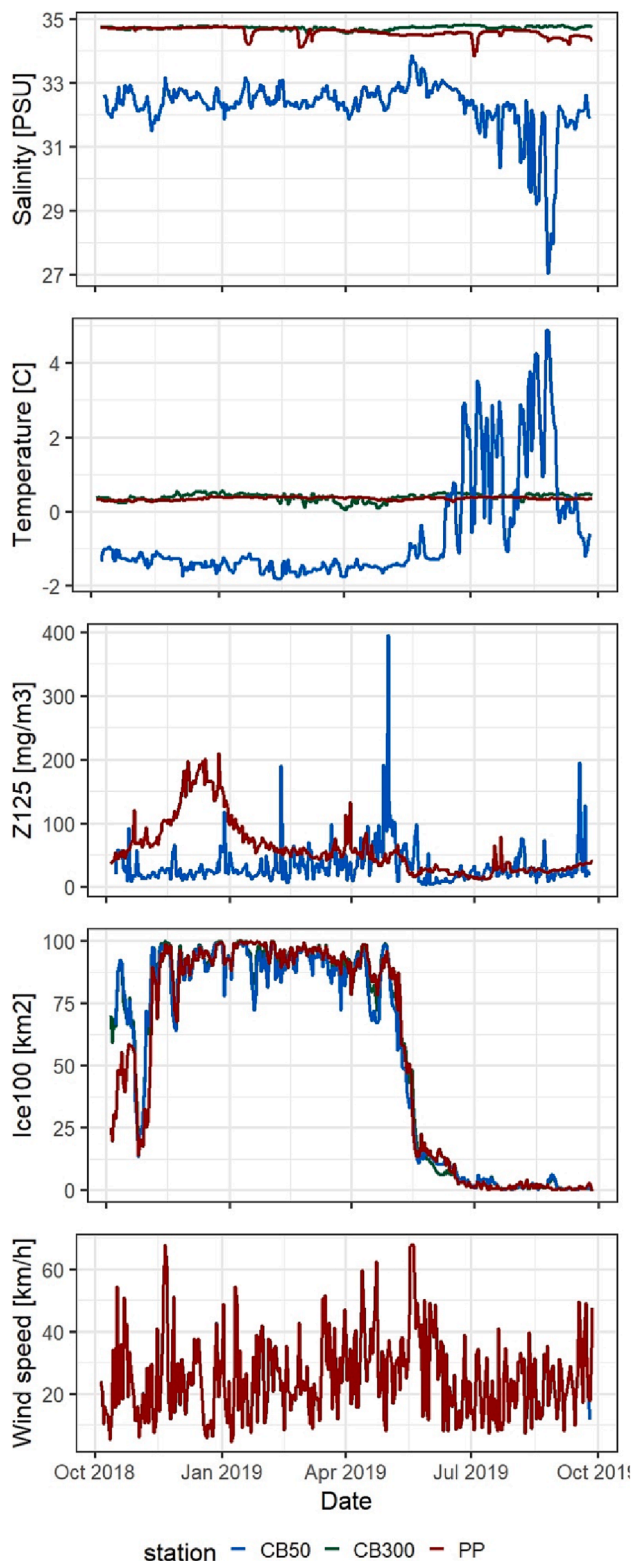 Salinity [PSU]
35
33
31
29
27
Temperature [C]
4
2
0
-2
Z125 [mg/m3]
400
300
200
100
0
Ice100 [km2]
100
75
50
25
0
Wind speed [km/h]
60
40
20
Oct 2018 Jan 2019 Apr 2019 Jul 2019 Oct 2019
Date
station CB50 CB300 PP